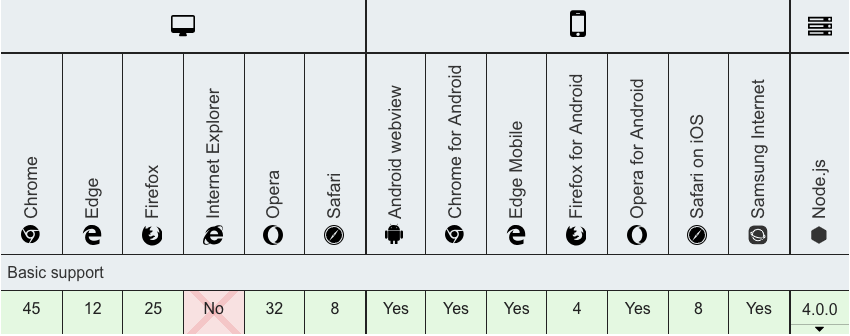 Chrome
Edge
Firefox
Internet Explorer
Opera
Safari
Android webview
Chrome for Android
Edge Mobile
Firefox for Android
Opera for Android
Safari on iOS
Samsung Internet
Node.js
Basic support
45 12 25 No 32 8 Yes Yes Yes 4 Yes 8 Yes 4.0.0